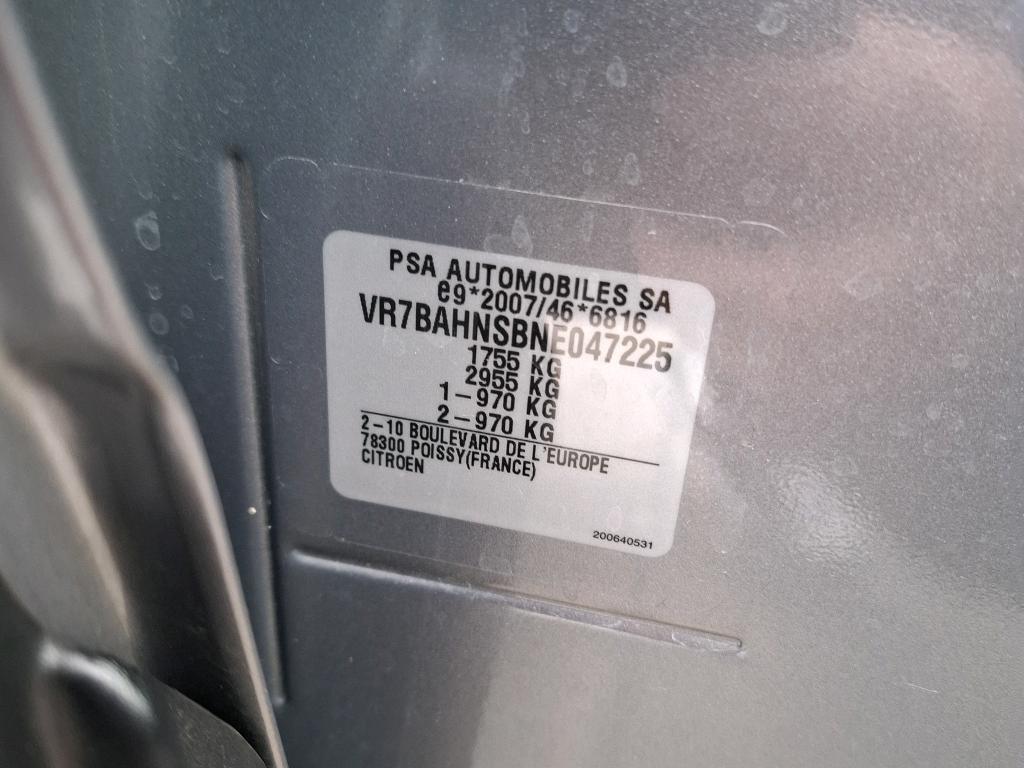 PSA AUTOMOBILES SA
e9*2007/46*6816
VR7BAHNSBNE047225
1755 KG
2955 KG
1-970 KG
2-970 KG
2-10 BOULEVARD DE L'EUROPE
78300 POISSY(FRANCE)
CITROEN
200640531